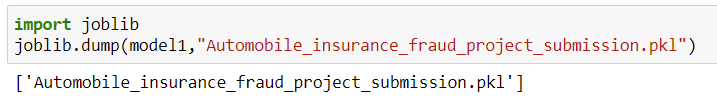 import joblib
joblib.dump(model1,"Automobile_insurance_fraud_project_submission.pkl")
['Automobile_insurance_fraud_project_submission.pkl']